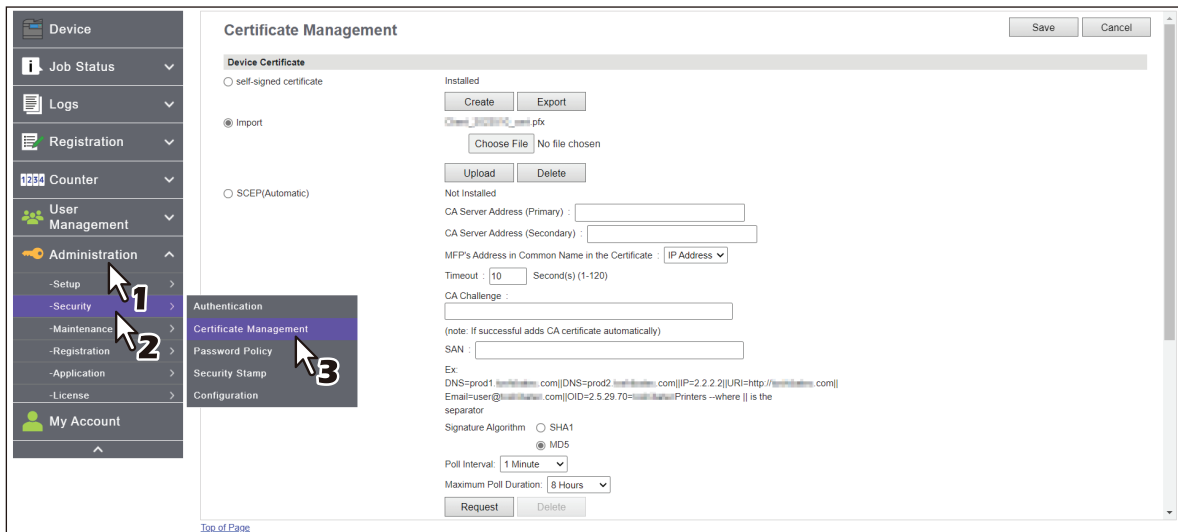 Device
Job Status
Logs
Registration
1234 Counter
User
Management
Administration
1
-Setup
-Security
2
-Maintenance
-Registration
-Application
-License
My Account
Authentication
Certificate Management
3
Password Policy
Security Stamp
Configuration
Certificate Management
Save Cancel
Device Certificate
self-signed certificate Installed
Create Export
Import .pfx
Choose File No file chosen
Upload Delete
SCEP(Automatic) Not Installed
CA Server Address (Primary) :
CA Server Address (Secondary) :
MFP's Address in Common Name in the Certificate : IP Address
Timeout : 10 Second(s) (1-120)
CA Challenge :
(note: If successful adds CA certificate automatically)
SAN :
Ex:
DNS=prod1. .com||DNS=prod2. .com||IP=2.2.2.2||URI=http:// .com||
Email=user@ .com||OID=2.5.29.70= Printers --where || is the
separator
Signature Algorithm SHA1
MD5
Poll Interval: 1 Minute
Maximum Poll Duration: 8 Hours
Request Delete
Top of Page